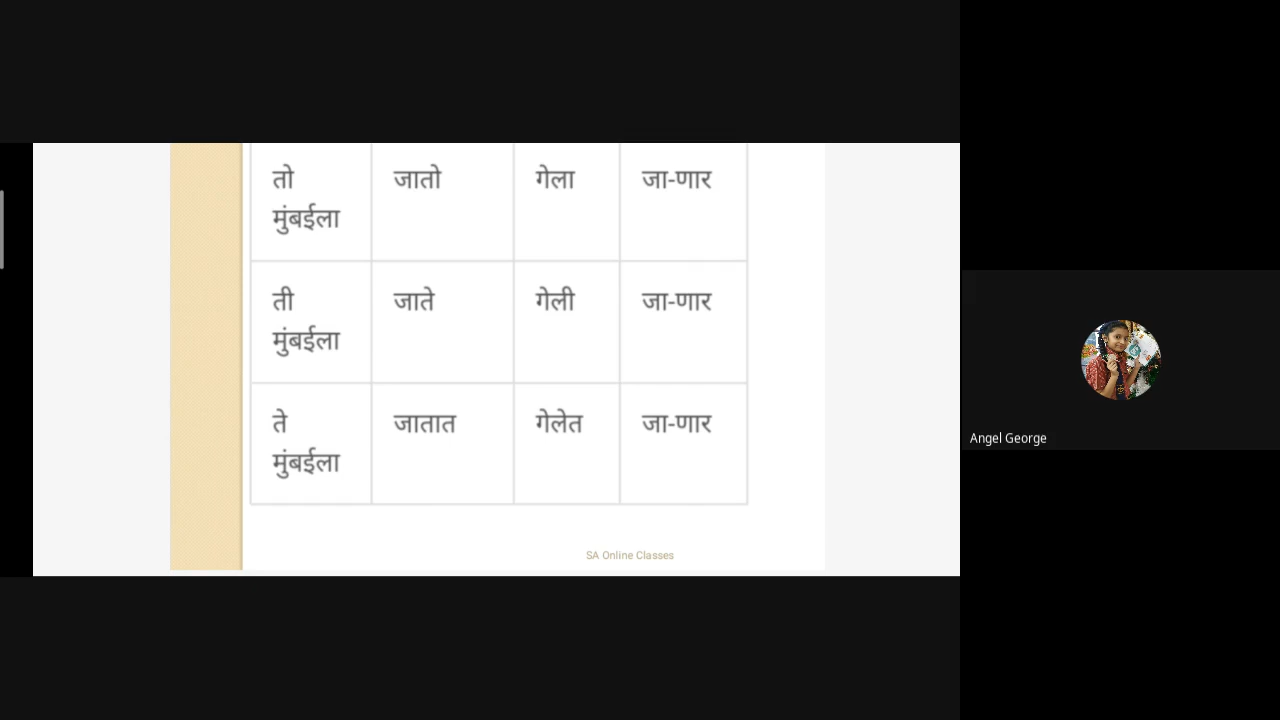 तो जातो गेला जा-णार
मुंबईला
ती जाते गेली जा-णार
मुंबईला
ते जातात गेलेत जा-णार
मुंबईला
SA Online Classes
Angel George